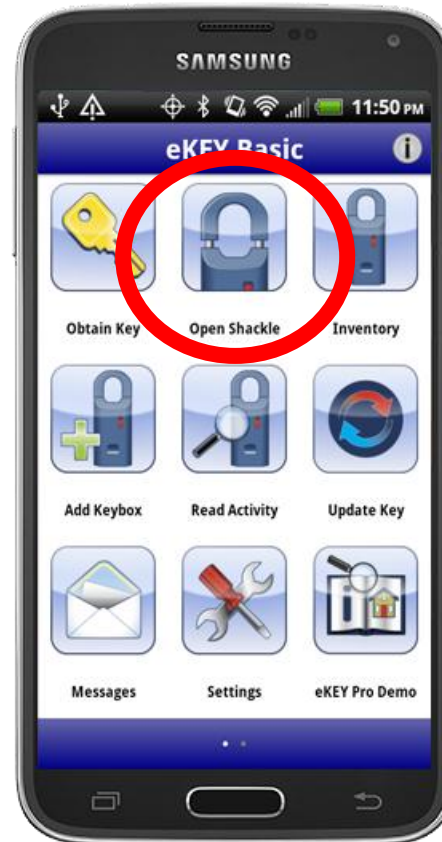 SAMSUNG
11:50 PM
eKEY Basic
Obtain Key
Open Shackle
Inventory
Add Keybox
Read Activity
Update Key
Messages
Settings
eKEY Pro Demo